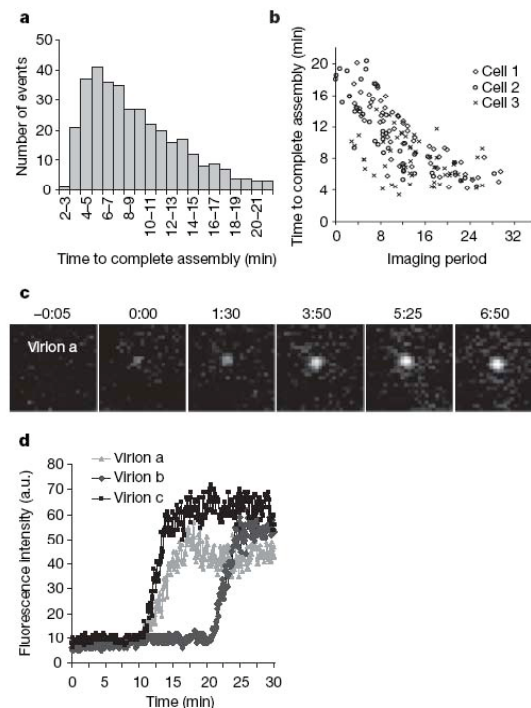 a
50
40
30
20
10
0
Number of events
2–3
4–5
6–7
8–9
10–11
12–13
14–15
16–17
18–19
20–21
Time to complete assembly (min)
b
Time to complete assembly (min)
20
16
12
8
4
0
0 8 16 24 32
Imaging period
Cell 1
Cell 2
Cell 3
c
–0:05 0:00 1:30 3:50 5:25 6:50
Virion a
d
Virion a
Virion b
Virion c
Fluorescence intensity (a.u.)
80
70
60
50
40
30
20
10
0
0 5 10 15 20 25 30
Time (min)